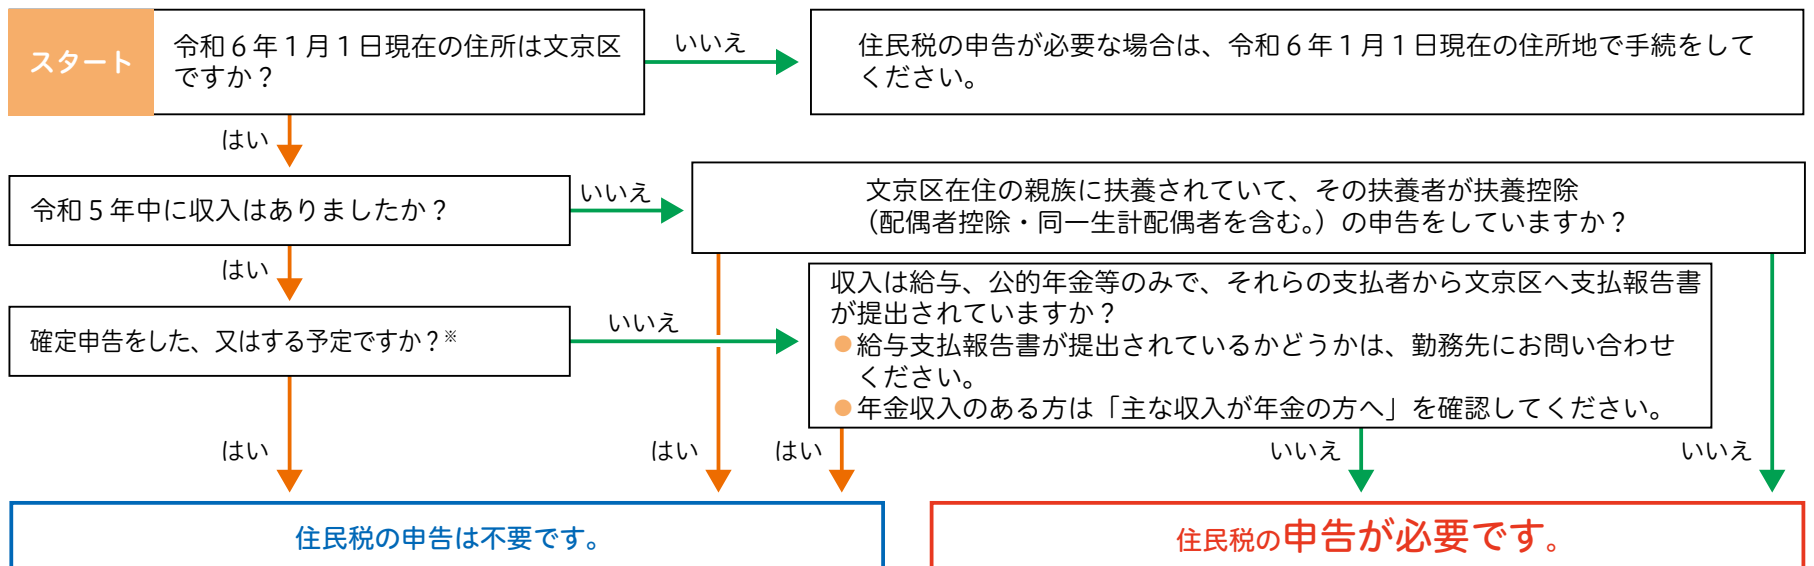 スタート
令和６年１月１日現在の住所は文京区
ですか？
いいえ
住民税の申告が必要な場合は、令和６年１月１日現在の住所地で手続をして
ください。
はい
令和５年中に収入はありましたか？
いいえ
文京区在住の親族に扶養されていて、その扶養者が扶養控除
（配偶者控除・同一生計配偶者を含む。）の申告をしていますか？
はい
確定申告をした、又はする予定ですか？※
いいえ
収入は給与、公的年金等のみで、それらの支払者から文京区へ支払報告書
が提出されていますか？
●給与支払報告書が提出されているかどうかは、勤務先にお問い合わせ
ください。
●年金収入のある方は「主な収入が年金の方へ」を確認してください。
はい
はい
はい
いいえ
いいえ
住民税の申告は不要です。
住民税の申告が必要です。